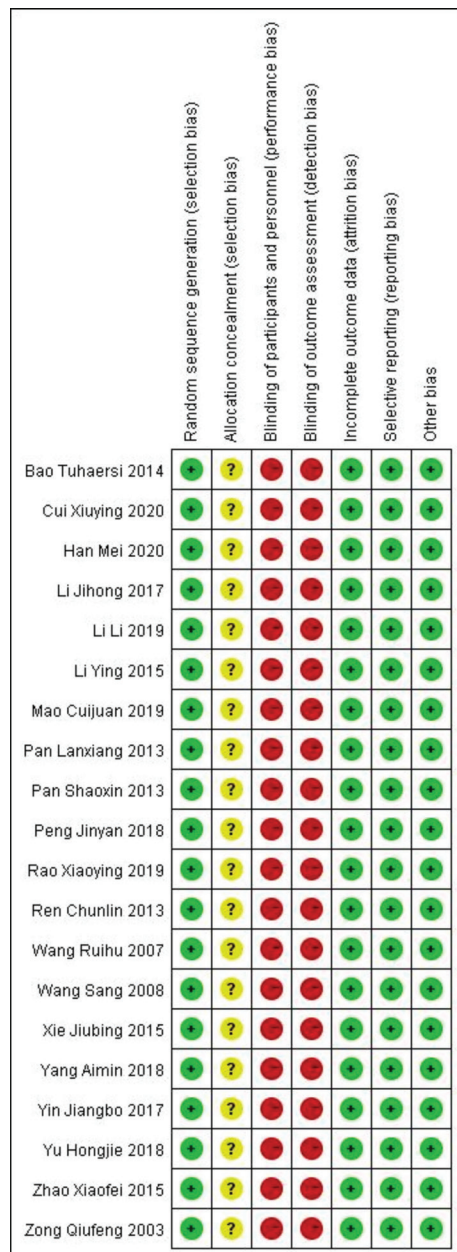 Random sequence generation (selection bias)
Allocation concealment (selection bias)
Blinding of participants and personnel (performance bias)
Blinding of outcome assessment (detection bias)
Incomplete outcome data (attrition bias)
Selective reporting (reporting bias)
Other bias
Bao Tuhaersi 2014 + ? - - + + +
Cui Xiuying 2020 + ? - - + + +
Han Mei 2020 + ? - - + + +
Li Jihong 2017 + ? - - + + +
Li Li 2019 + ? - - + + +
Li Ying 2015 + ? - - + + +
Mao Cuijuan 2019 + ? - - + + +
Pan Lanxiang 2013 + ? - - + + +
Pan Shaoxin 2013 + ? - - + + +
Peng Jinyan 2018 + ? - - + + +
Rao Xiaoying 2019 + ? - - + + +
Ren Chunlin 2013 + ? - - + + +
Wang Ruihu 2007 + ? - - + + +
Wang Sang 2008 + ? - - + + +
Xie Jiubing 2015 + ? - - + + +
Yang Aimin 2018 + ? - - + + +
Yin Jiangbo 2017 + ? - - + + +
Yu Hongjie 2018 + ? - - + + +
Zhao Xiaofei 2015 + ? - - + + +
Zong Qiufeng 2003 + ? - - + + +